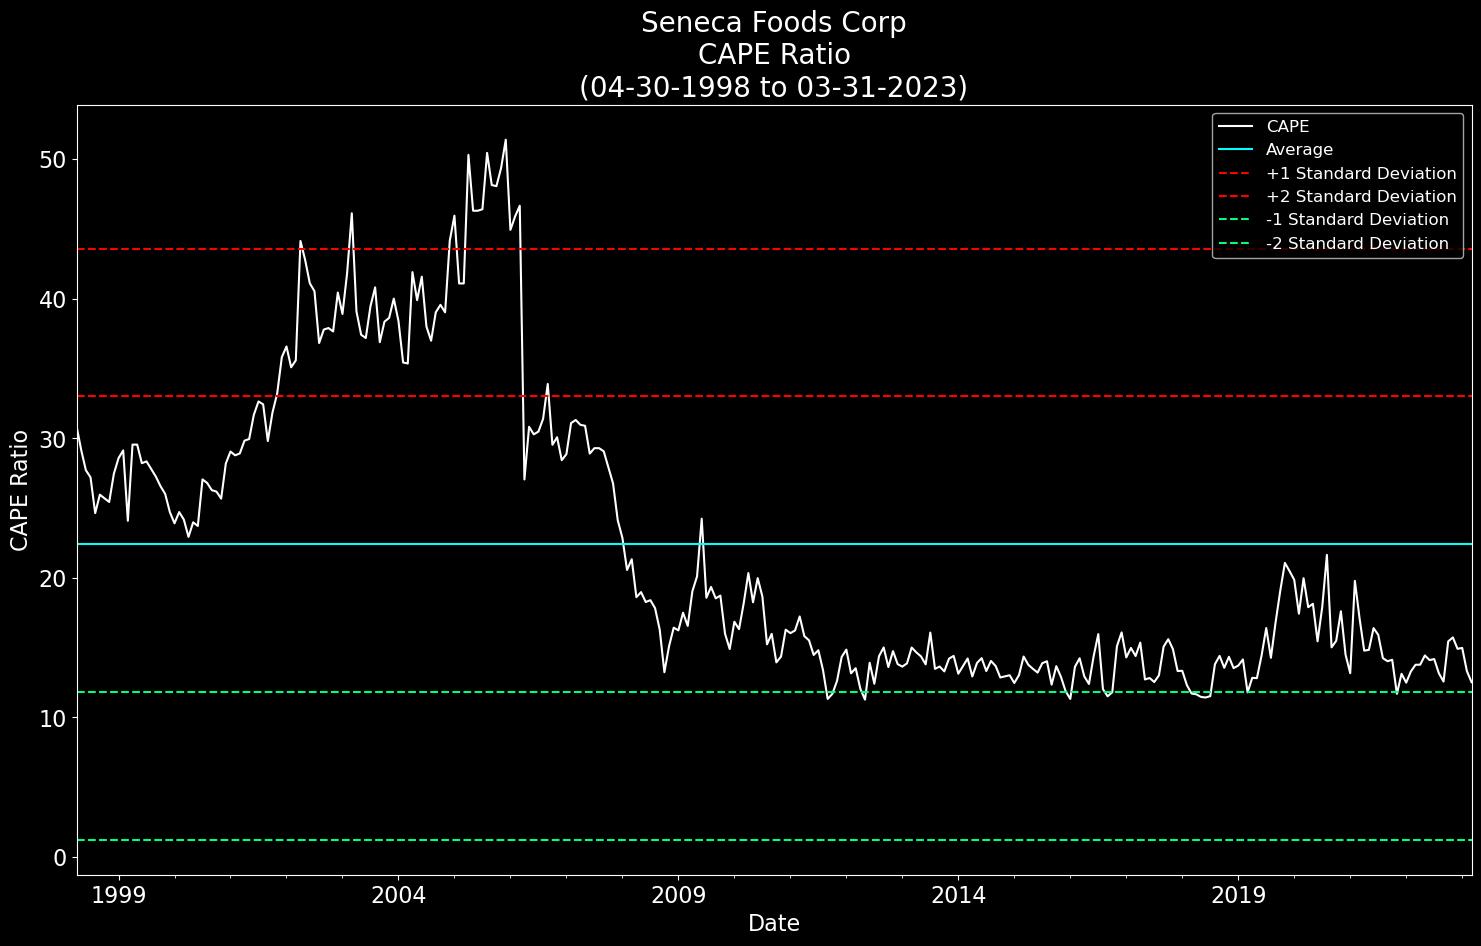 Seneca Foods Corp
CAPE Ratio
(04-30-1998 to 03-31-2023)
CAPE
Average
+1 Standard Deviation
+2 Standard Deviation
-1 Standard Deviation
-2 Standard Deviation
CAPE Ratio
50
40
30
20
10
0
1999 2004 2009 2014 2019
Date